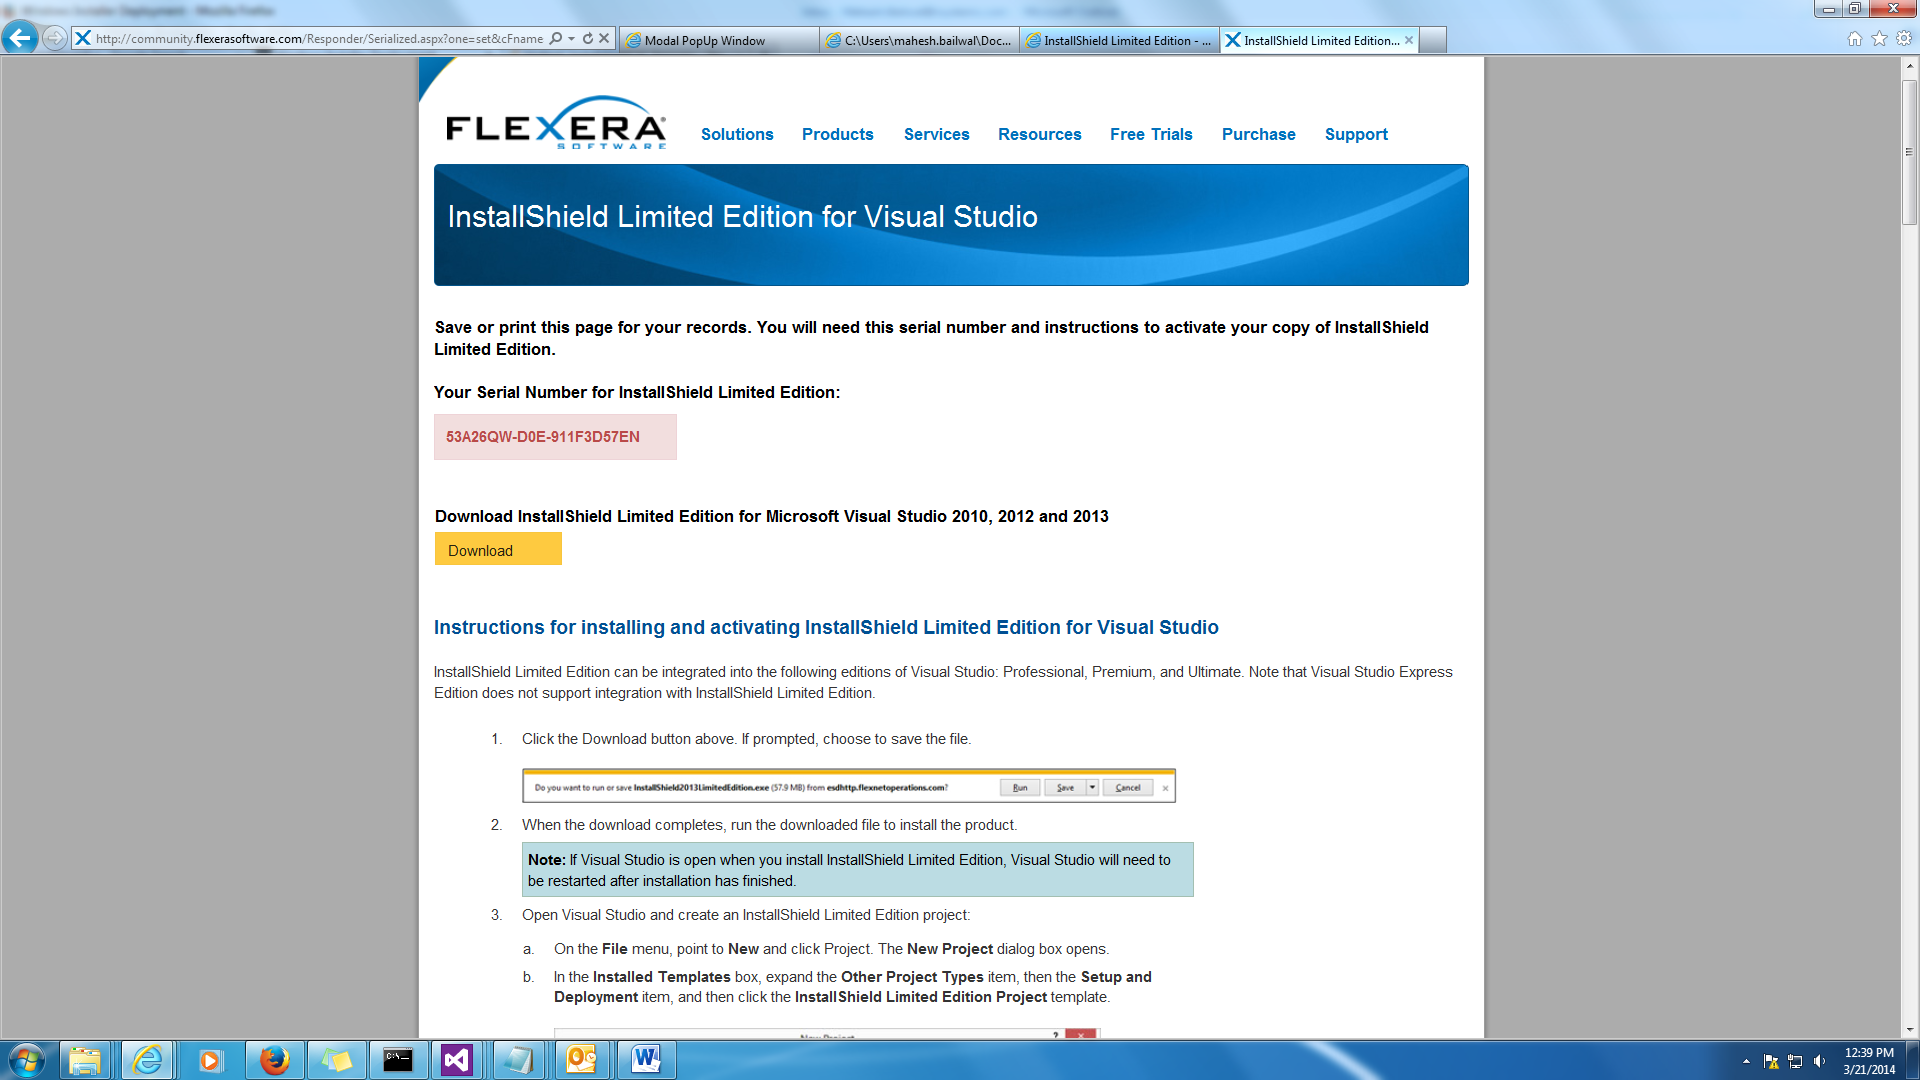 Windows Installer Deployment - Mozilla Firefox
http://community.flexerasoftware.com/Responder/Serialized.aspx?one=set&cFname
Modal PopUp Window
C:\Users\mahesh.bailwal\Doc...
InstallShield Limited Edition - ...
InstallShield Limited Edition...
FLEXERA
SOFTWARE
Solutions Products Services Resources Free Trials Purchase Support
InstallShield Limited Edition for Visual Studio
Save or print this page for your records. You will need this serial number and instructions to activate your copy of InstallShield
Limited Edition.
Your Serial Number for InstallShield Limited Edition:
53A26QW-D0E-911F3D57EN
Download InstallShield Limited Edition for Microsoft Visual Studio 2010, 2012 and 2013
Download
Instructions for installing and activating InstallShield Limited Edition for Visual Studio
InstallShield Limited Edition can be integrated into the following editions of Visual Studio: Professional, Premium, and Ultimate. Note that Visual Studio Express
Edition does not support integration with InstallShield Limited Edition.
1. Click the Download button above. If prompted, choose to save the file.
Do you want to run or save InstallShield2013LimitedEdition.exe (57.9 MB) from esdhttp.flexnetoperations.com?
Run Save Cancel
2. When the download completes, run the downloaded file to install the product.
Note: If Visual Studio is open when you install InstallShield Limited Edition, Visual Studio will need to
be restarted after installation has finished.
3. Open Visual Studio and create an InstallShield Limited Edition project:
a. On the File menu, point to New and click Project. The New Project dialog box opens.
b. In the Installed Templates box, expand the Other Project Types item, then the Setup and
Deployment item, and then click the InstallShield Limited Edition Project template.
New Project
12:39 PM
3/21/2014